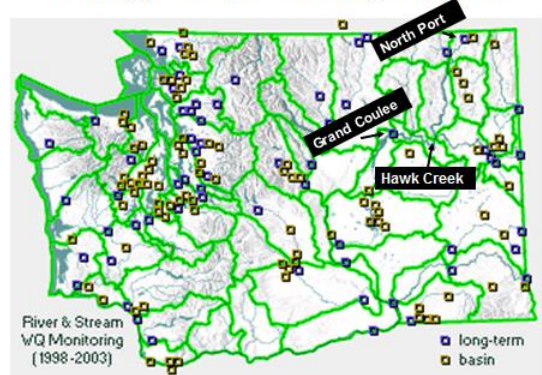 North Port
Grand Coulee
Hawk Creek
River & Stream
WQ Monitoring
(1998-2003)
long-term
basin